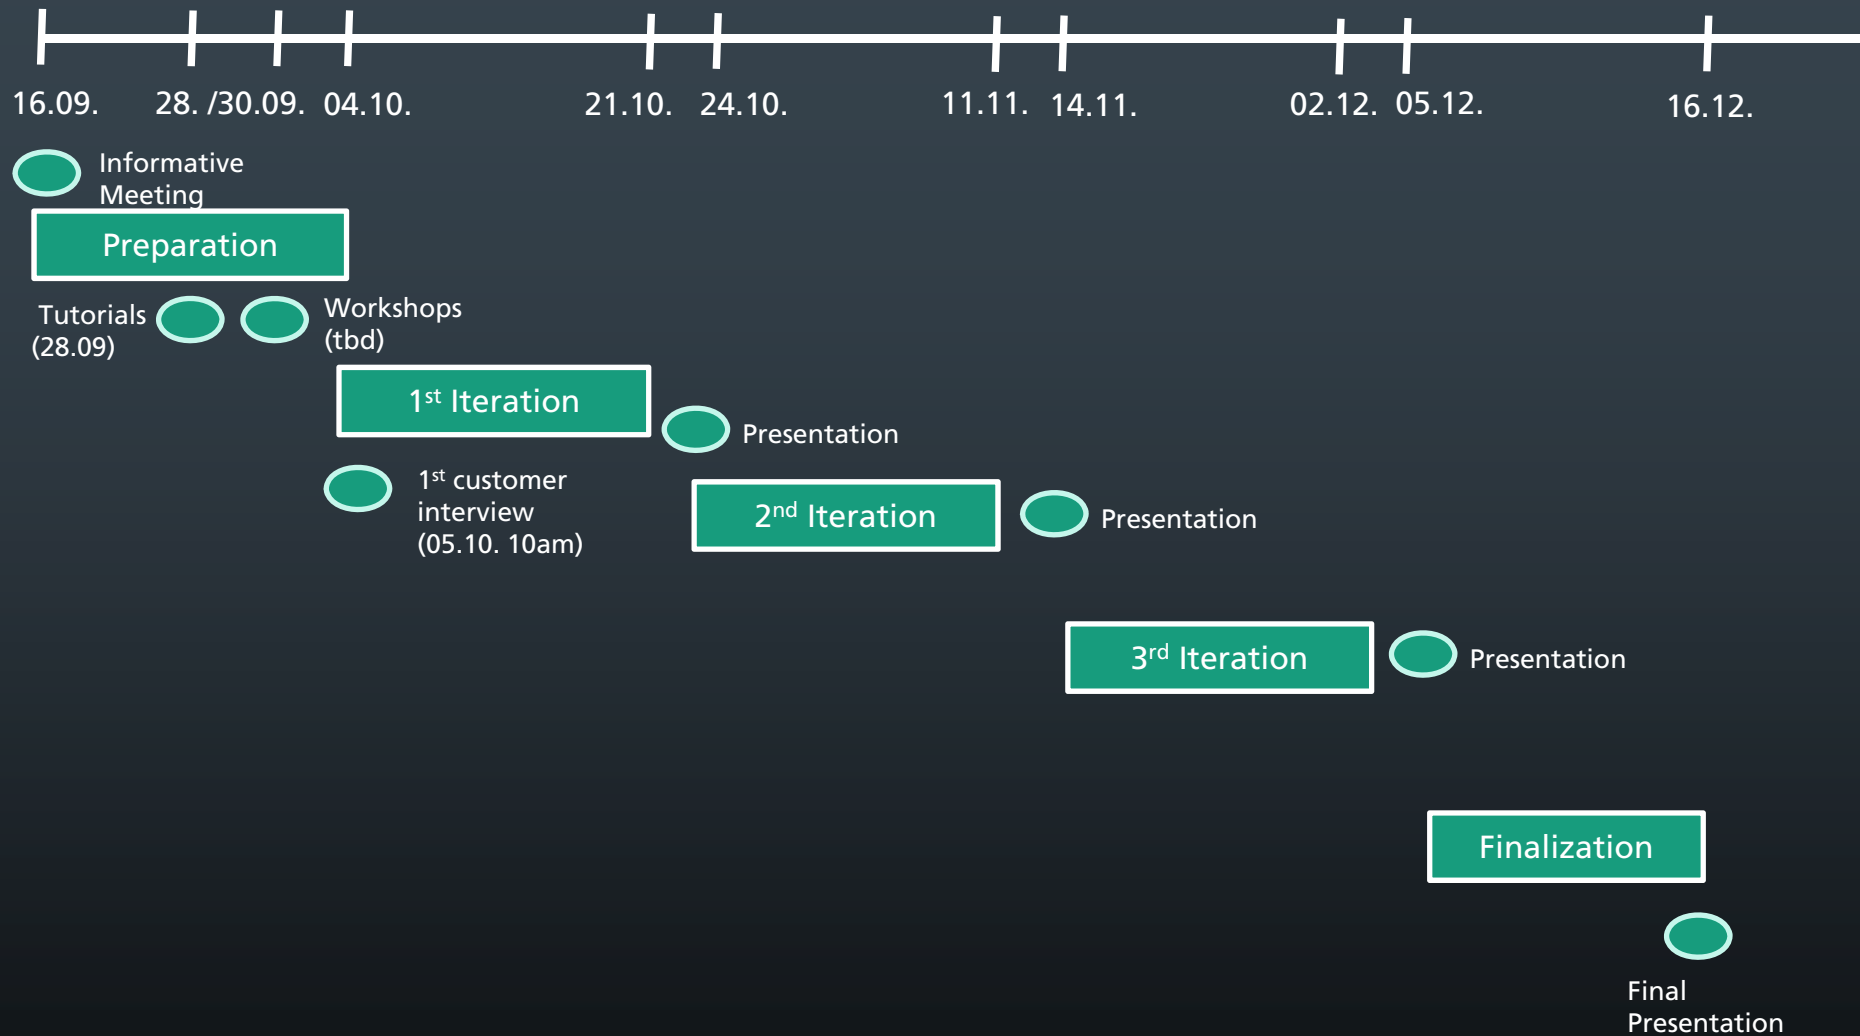 16.09. 28. /30.09. 04.10. 21.10. 24.10. 11.11. 14.11. 02.12. 05.12. 16.12.
Informative
Meeting
Preparation
Tutorials
(28.09)
Workshops
(tbd)
1st Iteration
Presentation
1st customer
interview
(05.10. 10am)
2nd Iteration
Presentation
3rd Iteration
Presentation
Finalization
Final
Presentation